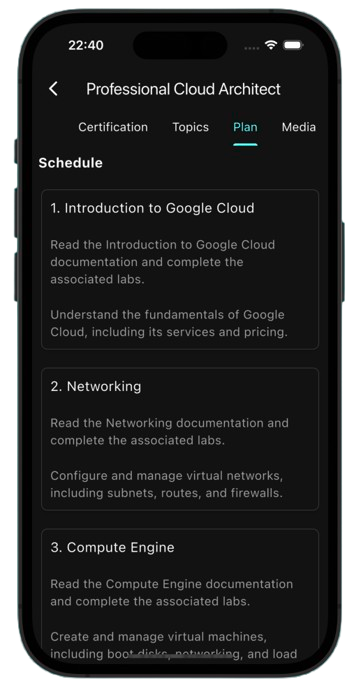 22:40
Professional Cloud Architect
Certification Topics Plan Media
Schedule
1. Introduction to Google Cloud
Read the Introduction to Google Cloud
documentation and complete the
associated labs.
Understand the fundamentals of Google
Cloud, including its services and pricing.
2. Networking
Read the Networking documentation and
complete the associated labs.
Configure and manage virtual networks,
including subnets, routes, and firewalls.
3. Compute Engine
Read the Compute Engine documentation
and complete the associated labs.
Create and manage virtual machines,
including boot disks, networking, and load